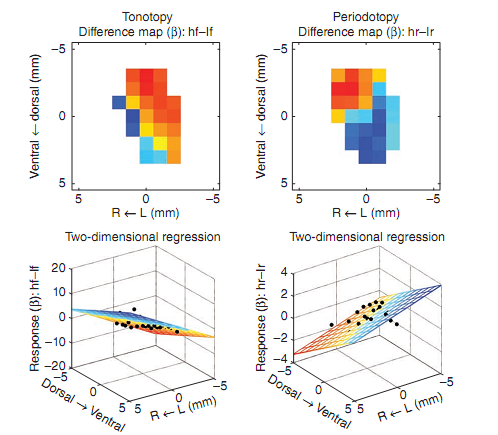 Tonotopy
Difference map (β): hf–lf
Periodotopy
Difference map (β): hr–lr
Ventral ← dorsal (mm)
–5
0
5
5
0
–5
R ← L (mm)
Ventral ← dorsal (mm)
–5
0
5
5
0
–5
R ← L (mm)
Two-dimensional regression
Response (β): hf–lf
20
10
0
–10
–20
–5
0
5
Dorsal → Ventral
0
–5
R ← L (mm)
Two-dimensional regression
Response (β): hr–lr
4
2
0
–2
–4
–5
0
5
Dorsal → Ventral
0
–5
R ← L (mm)